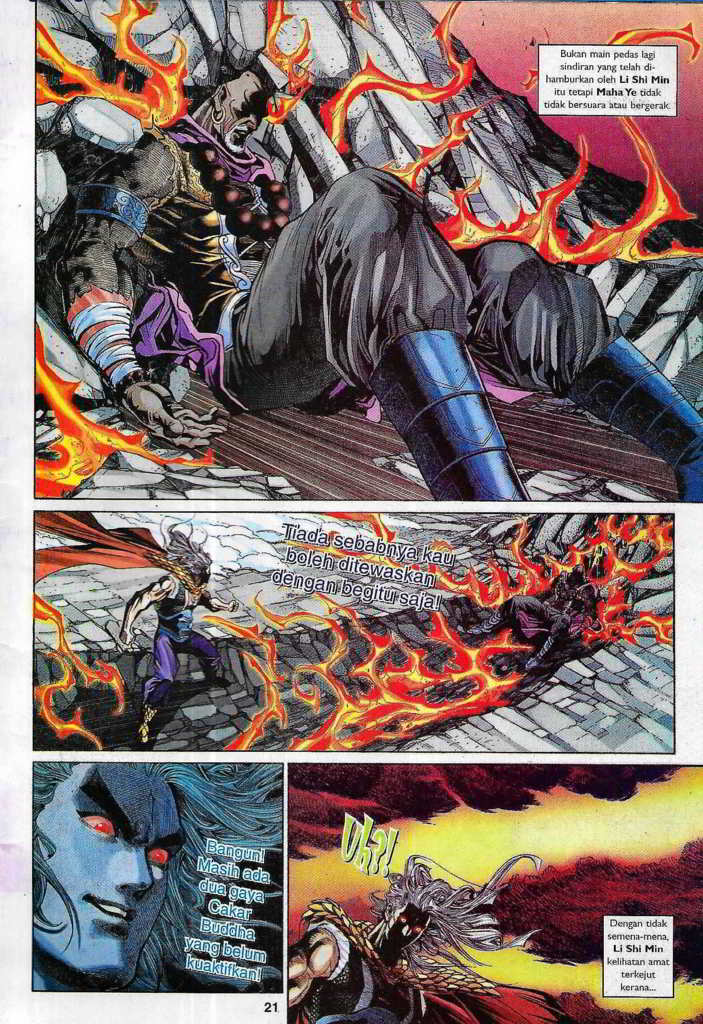 Bukan main pedas lagi
sindiran yang telah di-
hamburkan oleh Li Shi Min
itu tetapi Maha Ye tidak
tidak bersuara atau bergerak.
Tiada sebabnya kau
boleh ditewaskan
dengan begitu saja!
Bangun!
Masih ada
dua gaya
Cakar
Buddha
yang belum
kuaktifkan!
Uh?!
Dengan tidak
semena-mena,
Li Shi Min
kelihatan amat
terkejut
kerana...
21